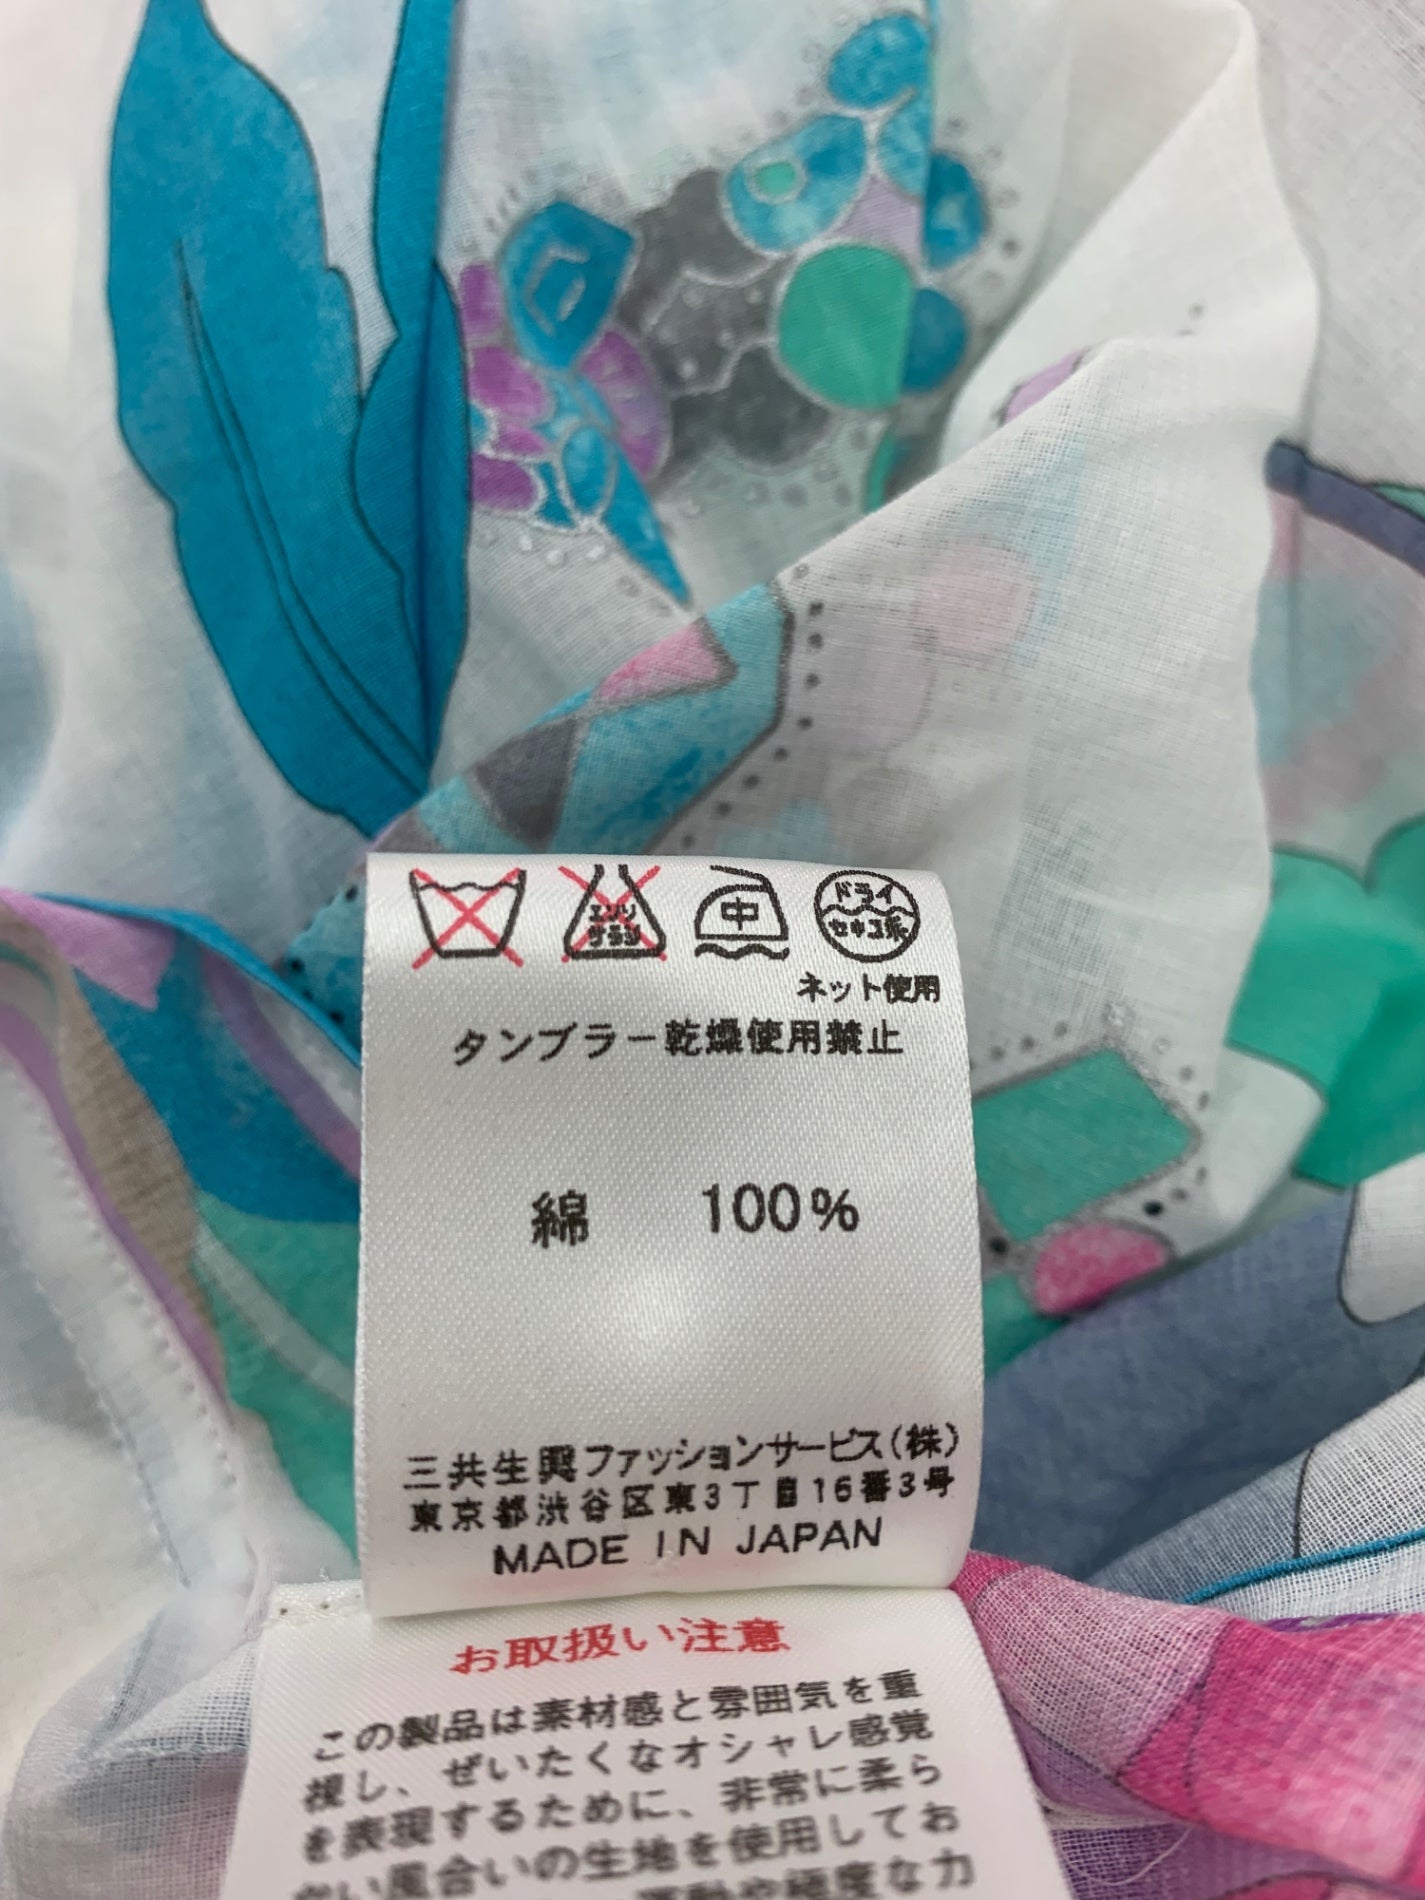 エンソ
サラシ
中
ドライ
セキユ系
ネット使用
タンブラー乾燥使用禁止
綿 100%
三共生興ファッションサービス(株)
東京都渋谷区東3丁目16番3号
MADE IN JAPAN
お取扱い注意
この製品は素材感と雰囲気を重
視し、ぜいたくなオシャレ感覚
を表現するために、非常に柔ら
かい風合いの生地を使用してお
極度な力